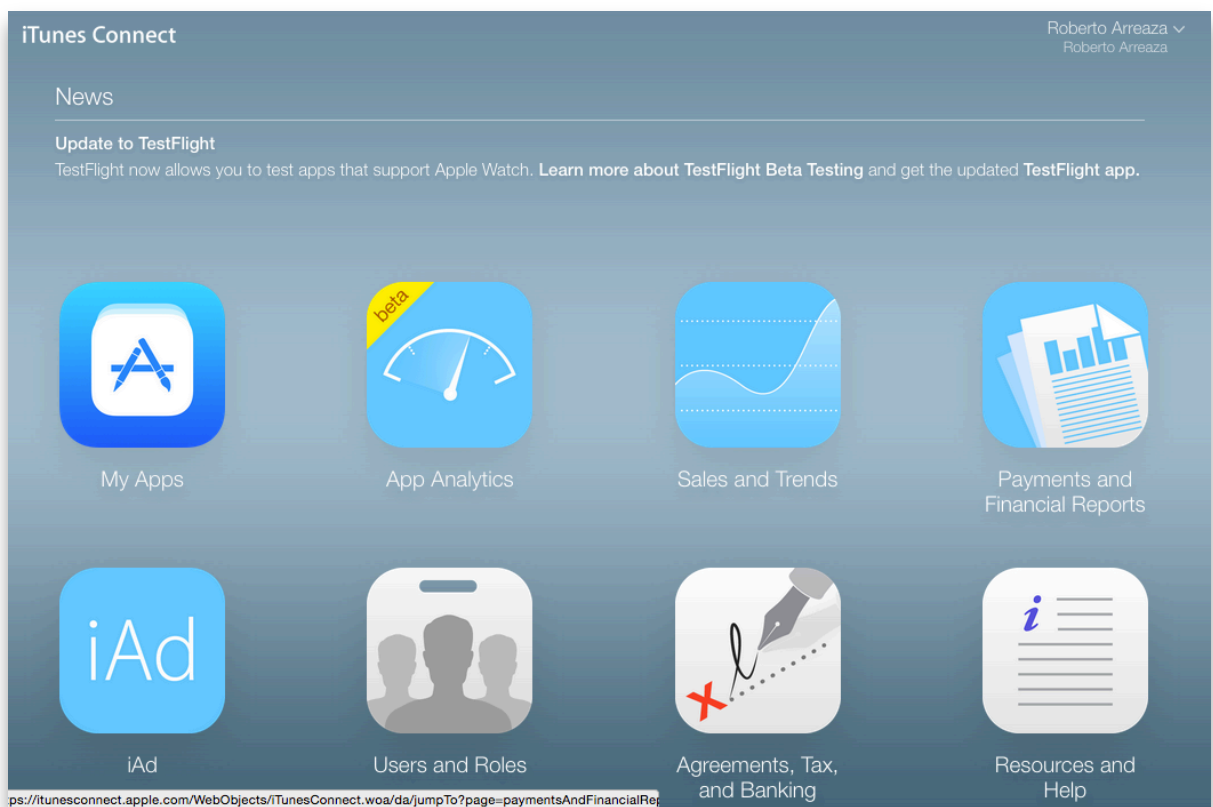 iTunes Connect
Roberto Arreaza
Roberto Arreaza
News
Update to TestFlight
TestFlight now allows you to test apps that support Apple Watch. Learn more about TestFlight Beta Testing and get the updated TestFlight app.
beta
My Apps
App Analytics
Sales and Trends
Payments and
Financial Reports
iAd
i
iAd
Users and Roles
Agreements, Tax,
and Banking
Resources and
Help
ps://itunesconnect.apple.com/WebObjects/iTunesConnect.woa/da/jumpTo?page=paymentsAndFinancialRep